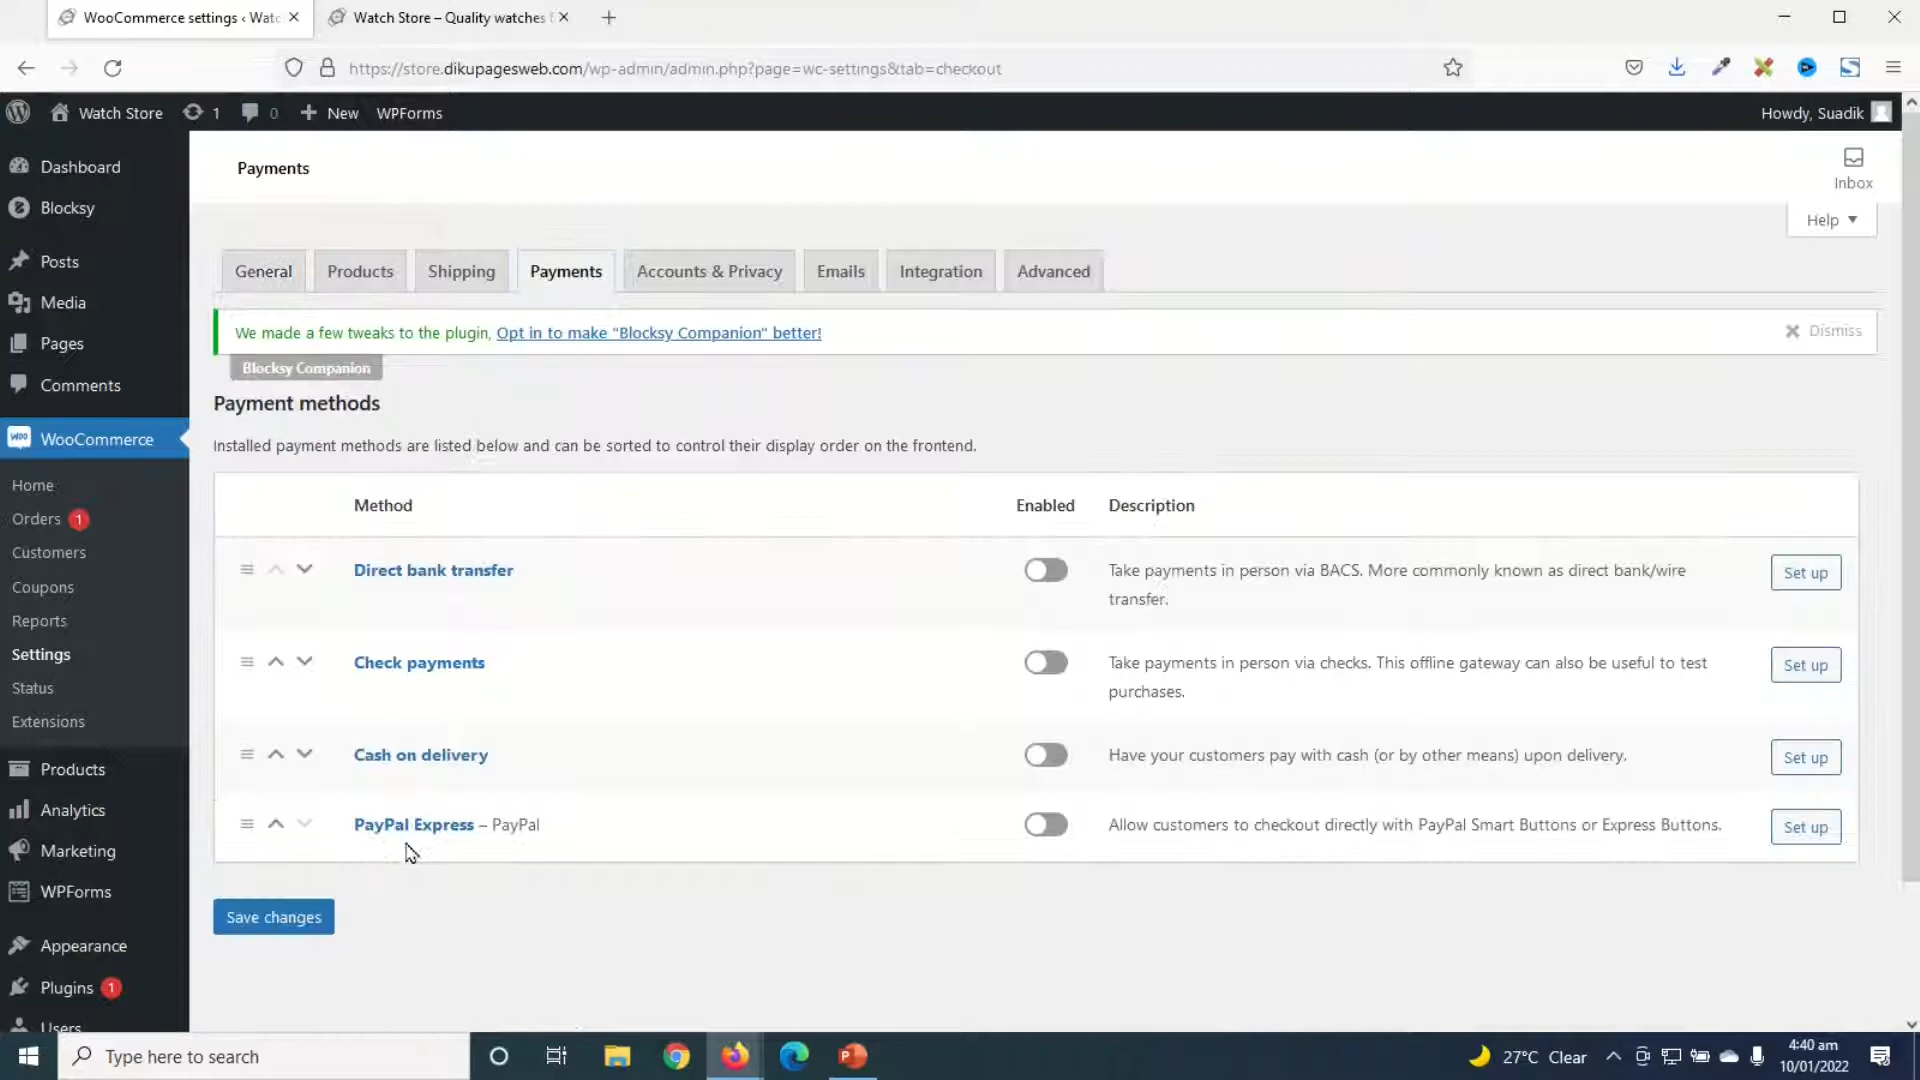 WooCommerce settings ‹ Watc
Watch Store – Quality watches f
https://store.dikupagesweb.com/wp-admin/admin.php?page=wc-settings&tab=checkout
Watch Store
1
0
New
WPForms
Howdy, Suadik
Dashboard
Blocksy
Posts
Media
Pages
Comments
WooCommerce
Home
Orders 1
Customers
Coupons
Reports
Settings
Status
Extensions
Products
Analytics
Marketing
WPForms
Appearance
Plugins 1
Users
Payments
Inbox
Help
General
Products
Shipping
Payments
Accounts & Privacy
Emails
Integration
Advanced
We made a few tweaks to the plugin, Opt in to make "Blocksy Companion" better!
Dismiss
Blocksy Companion
Payment methods
Installed payment methods are listed below and can be sorted to control their display order on the frontend.
Method
Enabled
Description
Direct bank transfer
Take payments in person via BACS. More commonly known as direct bank/wire
transfer.
Set up
Check payments
Take payments in person via checks. This offline gateway can also be useful to test
purchases.
Set up
Cash on delivery
Have your customers pay with cash (or by other means) upon delivery.
Set up
PayPal Express – PayPal
Allow customers to checkout directly with PayPal Smart Buttons or Express Buttons.
Set up
Save changes
Type here to search
27°C Clear
4:40 am
10/01/2022